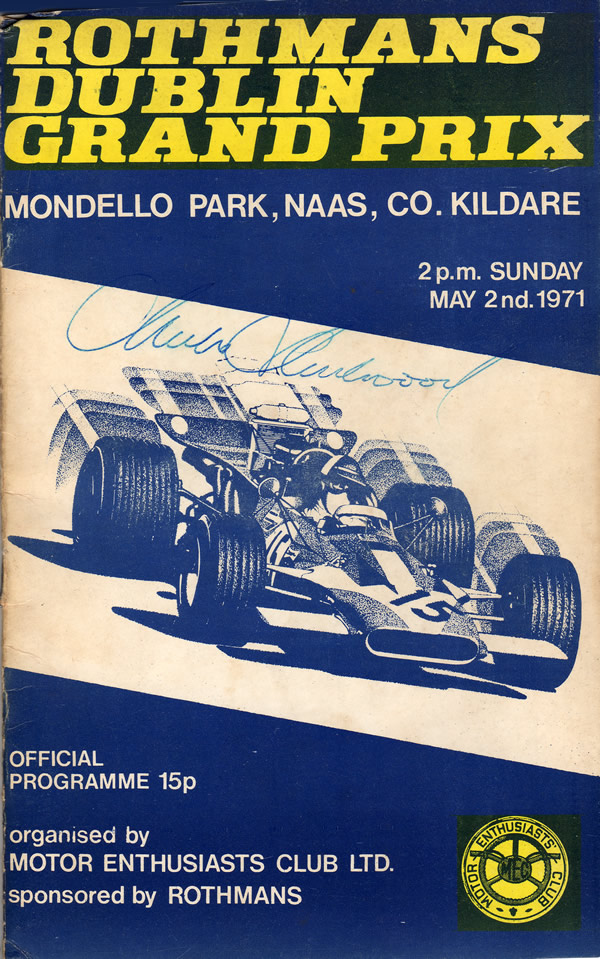 ROTHMANS
DUBLIN
GRAND PRIX
MONDELLO PARK, NAAS, CO. KILDARE
2 p.m. SUNDAY
MAY 2nd. 1971
15
OFFICIAL
PROGRAMME 15p
organised by
MOTOR ENTHUSIASTS CLUB LTD.
sponsored by ROTHMANS
MOTOR ENTHUSIASTS' CLUB
MEC